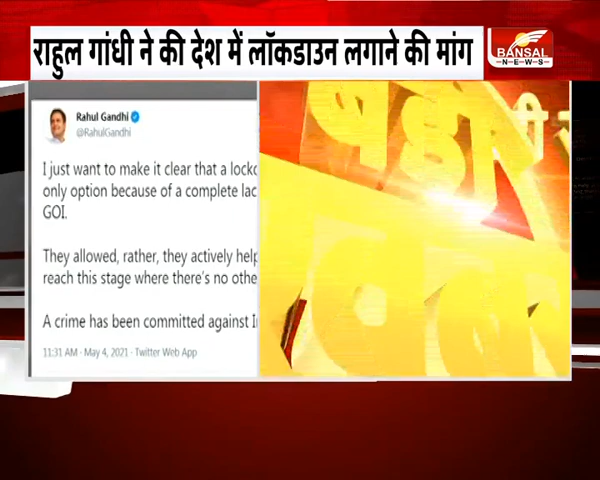 राहुल गांधी ने की देश में लॉकडाउन लगाने की मांग
BANSAL
NEWS
Rahul Gandhi
@RahulGandhi
I just want to make it clear that a lockd
only option because of a complete lac
GOI.
They allowed, rather, they actively help
reach this stage where there's no othe
A crime has been committed against I
11:31 AM - May 4, 2021 - Twitter Web App
बड़ी